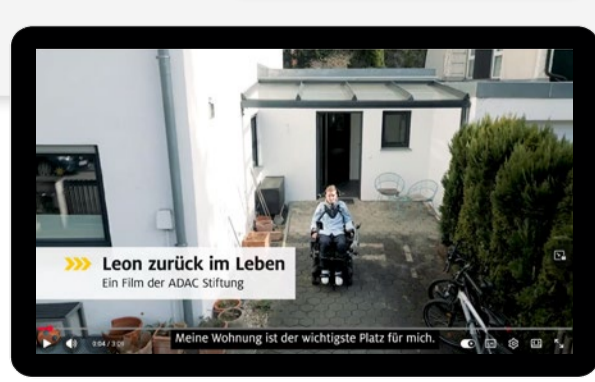 Leon zurück im Leben
Ein Film der ADAC Stiftung
Meine Wohnung ist der wichtigste Platz für mich.
0:04 / 3:09